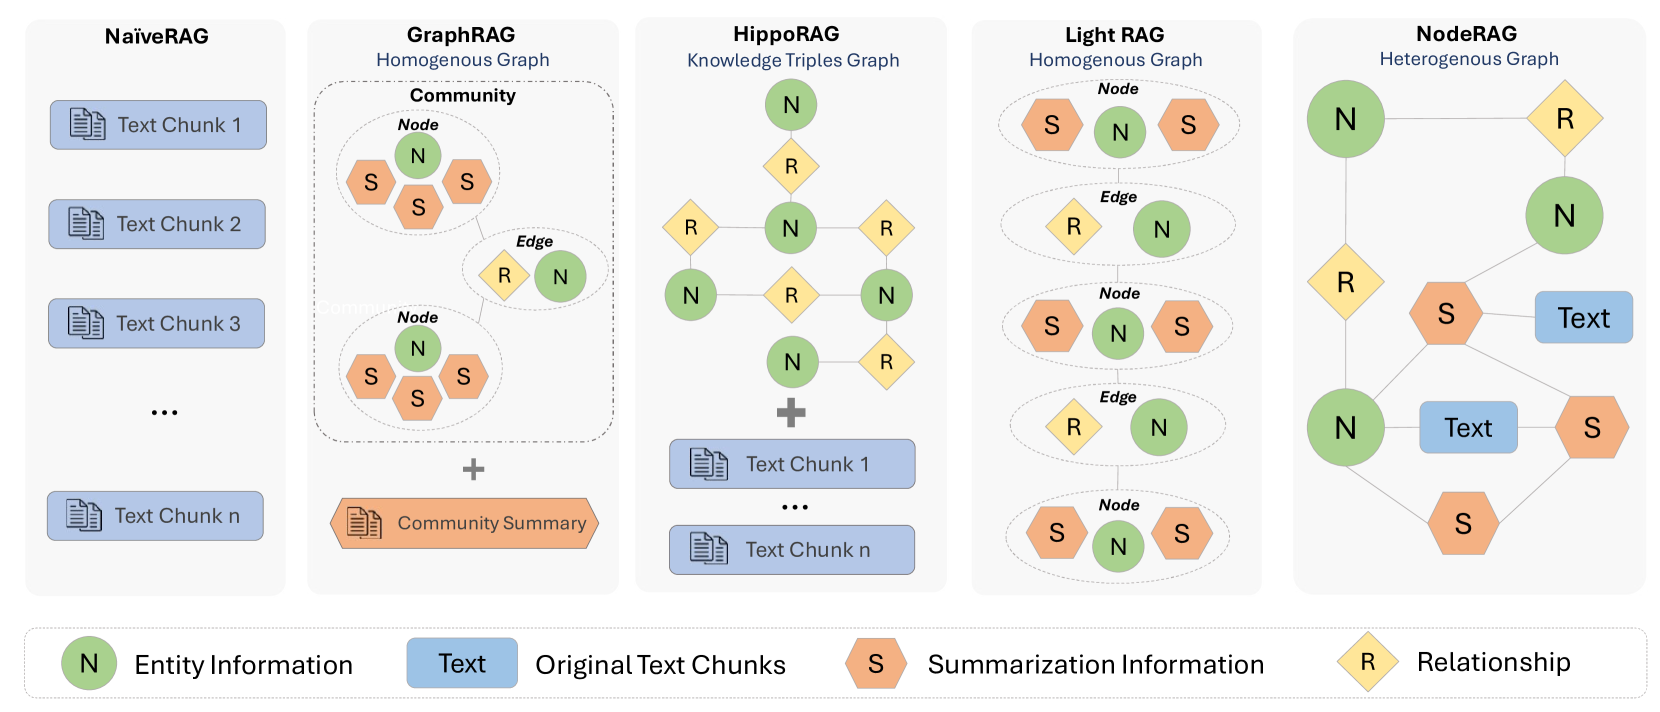 NaïveRAG
Text Chunk 1
Text Chunk 2
Text Chunk 3
...
Text Chunk n
GraphRAG
Homogenous Graph
Community
Node
N
S
S
S
Edge
R
N
Commu
Node
N
S
S
S
+
Community Summary
HippoRAG
Knowledge Triples Graph
N
R
R
N
R
N
R
N
N
R
+
Text Chunk 1
...
Text Chunk n
Light RAG
Homogenous Graph
Node
S
N
S
Edge
R
N
Node
S
N
S
Edge
R
N
Node
S
N
S
NodeRAG
Heterogenous Graph
N
R
N
R
S
Text
N
Text
S
S
N Entity Information
Text Original Text Chunks
S Summarization Information
R Relationship